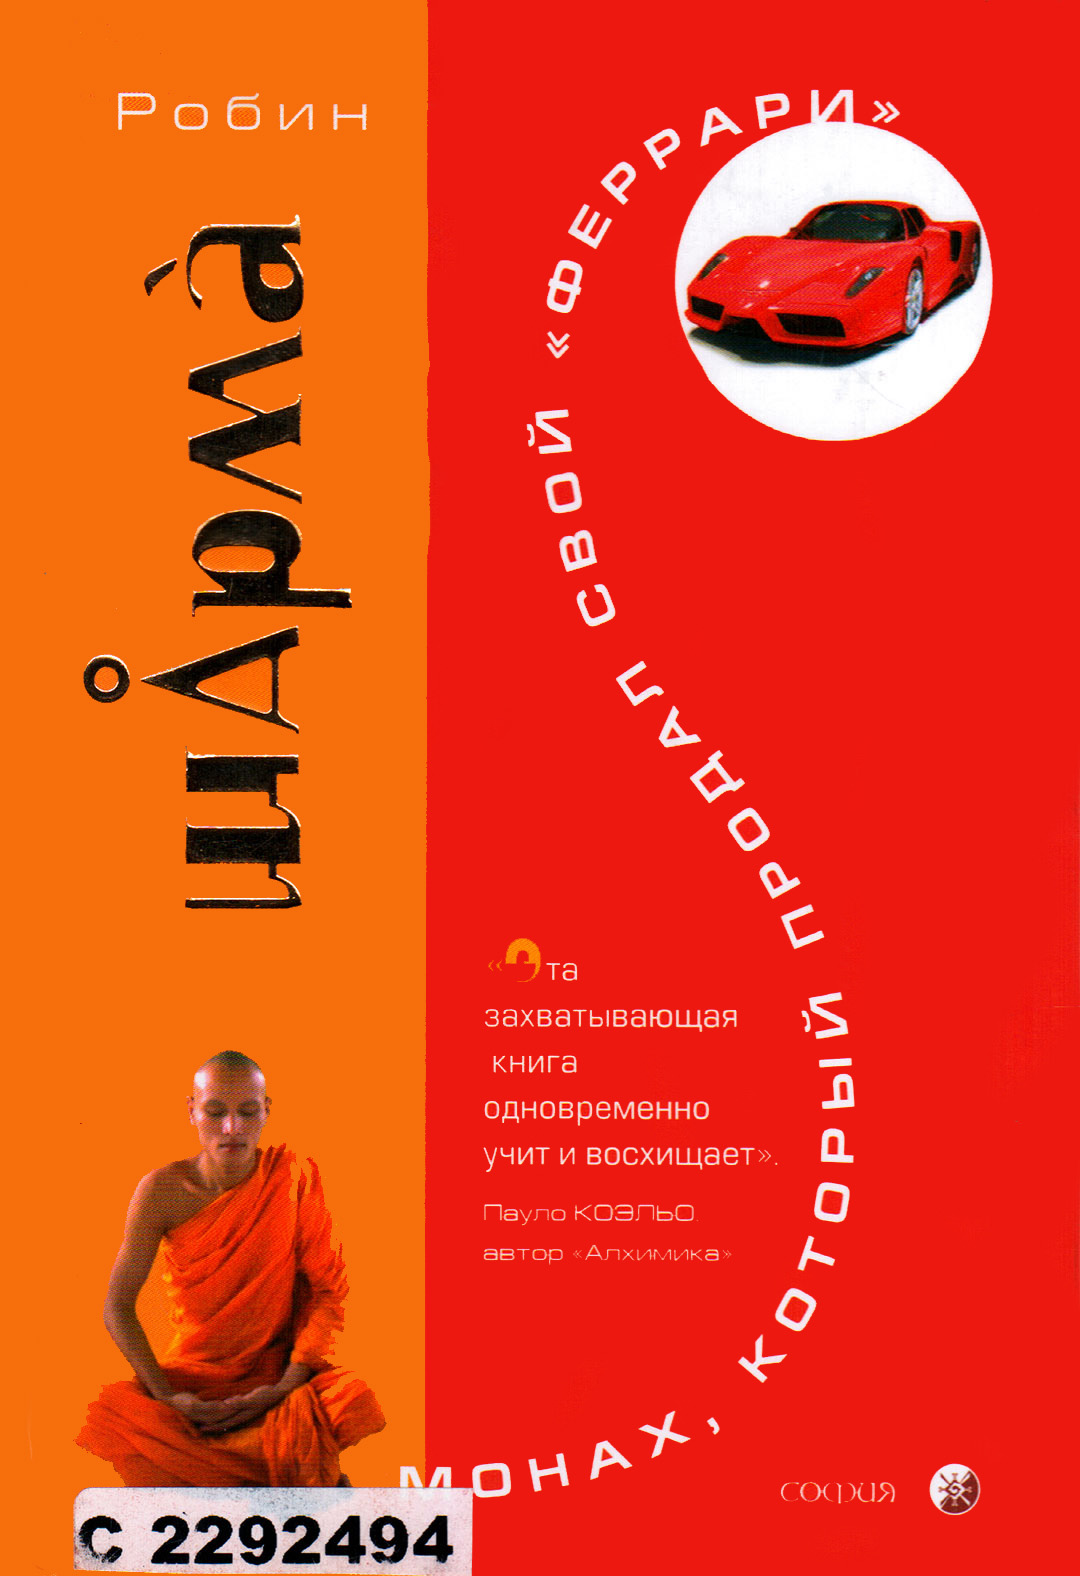 Робин
шАрма
МОНАХ, КОТОРЫЙ ПРОДАЛ СВОЙ «ФЕРРАРИ»
«Эта
захватывающая
книга
одновременно
учит и восхищает».
Пауло КОЭЛЬО,
автор «Алхимика»
СОФИЯ
С 2292494